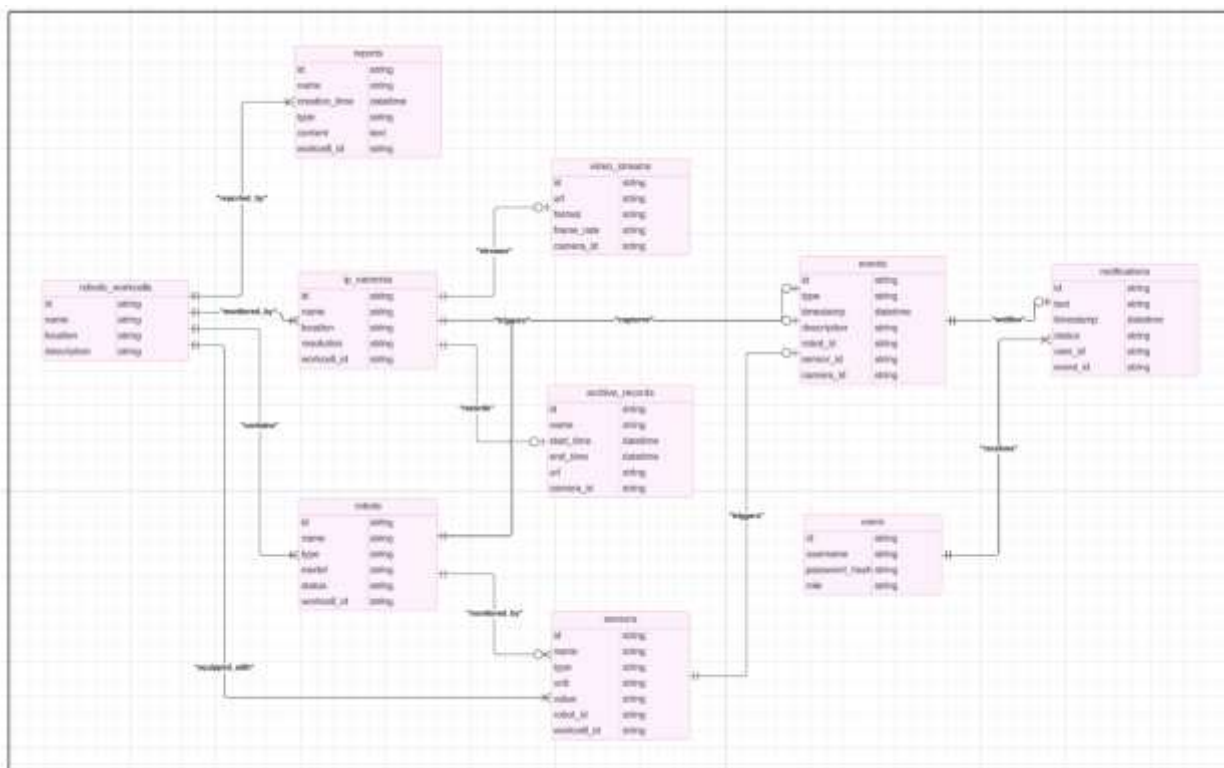 reports
id string
name string
creation_time datetime
type string
content text
workcell_id string
"reported_by"
video_streams
id string
url string
format string
frame_rate string
camera_id string
"streams"
robotic_workcells
id string
name string
location string
description string
"monitored_by"
ip_cameras
id string
name string
location string
resolution string
workcell_id string
"triggers"
"captures"
events
id string
type string
timestamp datetime
description string
robot_id string
sensor_id string
camera_id string
"notifies"
notifications
id string
text string
timestamp datetime
status string
user_id string
event_id string
"contains"
"records"
archive_records
id string
name string
start_time datetime
end_time datetime
url string
camera_id string
"receives"
robots
id string
name string
type string
model string
status string
workcell_id string
"triggers"
users
id string
username string
password_hash string
role string
"monitored_by"
sensors
id string
name string
type string
unit string
value string
robot_id string
workcell_id string
"equipped_with"